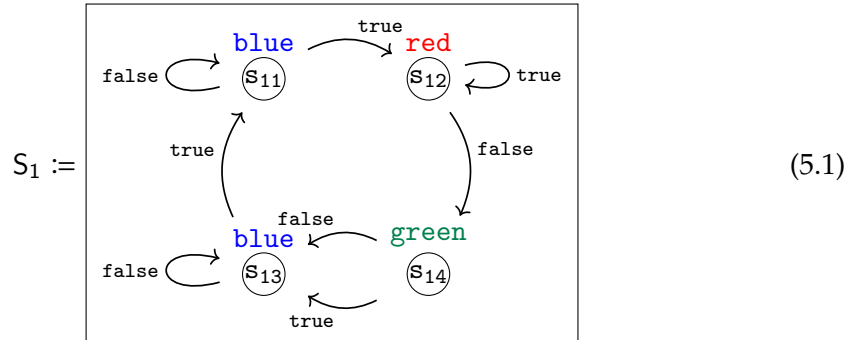 true
blue red
false s₁₁ s₁₂ true
S₁ := true false (5.1)
false
blue green
false s₁₃ s₁₄
true